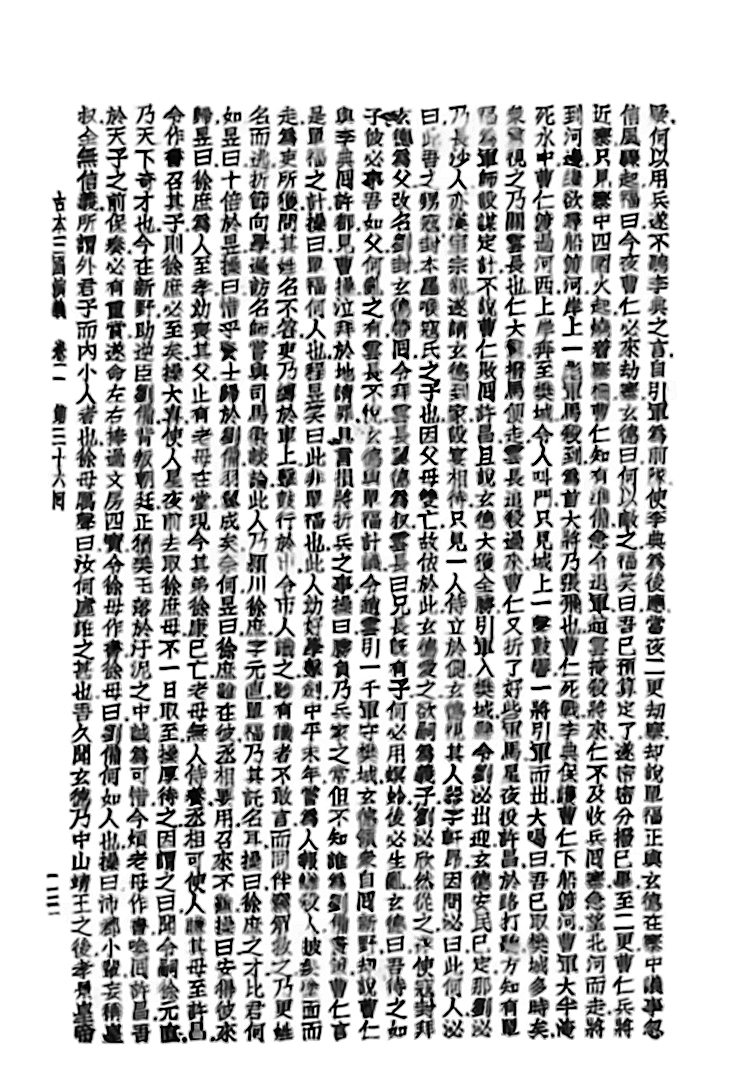 疑何以用兵遂不聽李典之言自引軍爲前隊使李典爲後應當夜二更劫寨却說單福正與玄德在寨中議事忽
信風驟起福曰今夜曹仁必來劫寨玄德曰何以敵之福笑曰吾已預算定了遂密密分撥已畢至二更曹仁兵將
近寨只見寨中四圍火起燒着寨柵曹仁知有準備急令退軍趙雲掩殺將來仁不及收兵回寨急望北河而走將
到河邊纔欲尋船渡河岸上一彪軍馬殺到爲首大將乃張飛也曹仁死戰李典保護曹仁下船渡河曹軍大半淹
死水中曹仁渡過河西上岸奔至樊城令人叫門只見城上一聲鼓響一將引軍而出大喝曰吾已取樊城多時矣
衆驚視之乃關雲長也仁大驚撥馬便走雲長追殺過來曹仁又折了好些軍馬星夜投許昌於路打聽方知有單
福爲軍師設謀定計不說曹仁敗回許昌且說玄德大獲全勝引軍入樊城縣令劉泌出迎玄德安民已定那劉泌
乃長沙人亦漢室宗親遂請玄德到家設宴相待只見一人侍立於側玄德視其人器宇軒昂因問泌曰此何人泌
曰此吾之甥寇封本羅㬋寇氏之子也因父母雙亡故依於此玄德愛之欲嗣爲義子劉泌欣然從之遂使寇封拜
玄德爲父改名劉封玄德帶回令拜雲長翼德爲叔雲長曰兄長既有子何必用螟蛉後必生亂玄德曰吾待之如
子彼必事吾如父何亂之有雲長不悅玄德與單福計議令趙雲引一千軍守樊城玄德領衆自回新野却說曹仁
與李典回許都見曹操泣拜於地請罪具言損將折兵之事操曰勝負乃兵家之常但不知誰爲劉備畫策曹仁言
是單福之計操曰單福何人也程昱笑曰此非單福也此人幼好學擊劍中平末年嘗爲人報讎殺人披髮塗面而
走爲吏所獲問其姓名不答吏乃縛於車上擊鼓行於市令市人識之雖有識者不敢言而同伴竊解救之乃更姓
名而逃折節向學遍訪名師嘗與司馬徽談論此人乃潁川徐庶字元直單福乃其託名耳操曰徐庶之才比君何
如昱曰十倍於昱操曰惜乎賢士歸於劉備羽翼成矣奈何昱曰徐庶雖在彼丞相要用召來不難操曰安得彼來
歸昱曰徐庶爲人至孝幼喪其父止有老母在堂現今其弟徐康已亡老母無人侍養丞相可使人賺其母至許昌
令作書召其子則徐庶必至矣操大喜使人星夜前去取徐庶母不一日取至操厚待之因謂之曰聞令嗣徐元直
乃天下奇才也今在新野助逆臣劉備背叛朝廷正猶美玉落於汙泥之中誠爲可惜今煩老母作書喚回許昌吾
於天子之前保奏必有重賞遂命左右捧過文房四寶令徐母作書徐母曰劉備何如人也操曰沛郡小輩妄稱皇
叔全無信義所謂外君子而內小人者也徐母厲聲曰汝何虛誑之甚也吾久聞玄德乃中山靖王之後孝景皇帝
古本三國演義 卷二 第三十六回